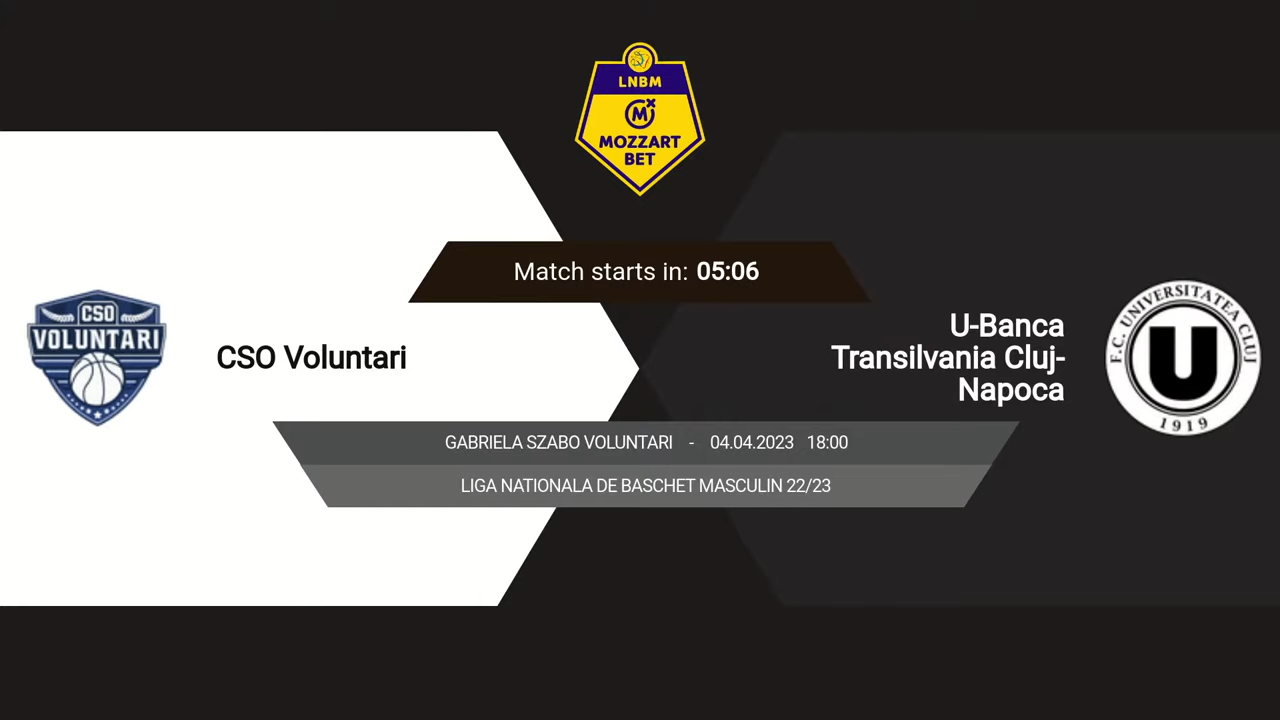 LNBM
M
MOZZART
BET
Match starts in: 05:06
CSO
VOLUNTARI
CSO Voluntari
U-Banca
Transilvania Cluj-
Napoca
F.C. UNIVERSITATEA CLUJ
U
1919
GABRIELA SZABO VOLUNTARI - 04.04.2023 18:00
LIGA NATIONALA DE BASCHET MASCULIN 22/23